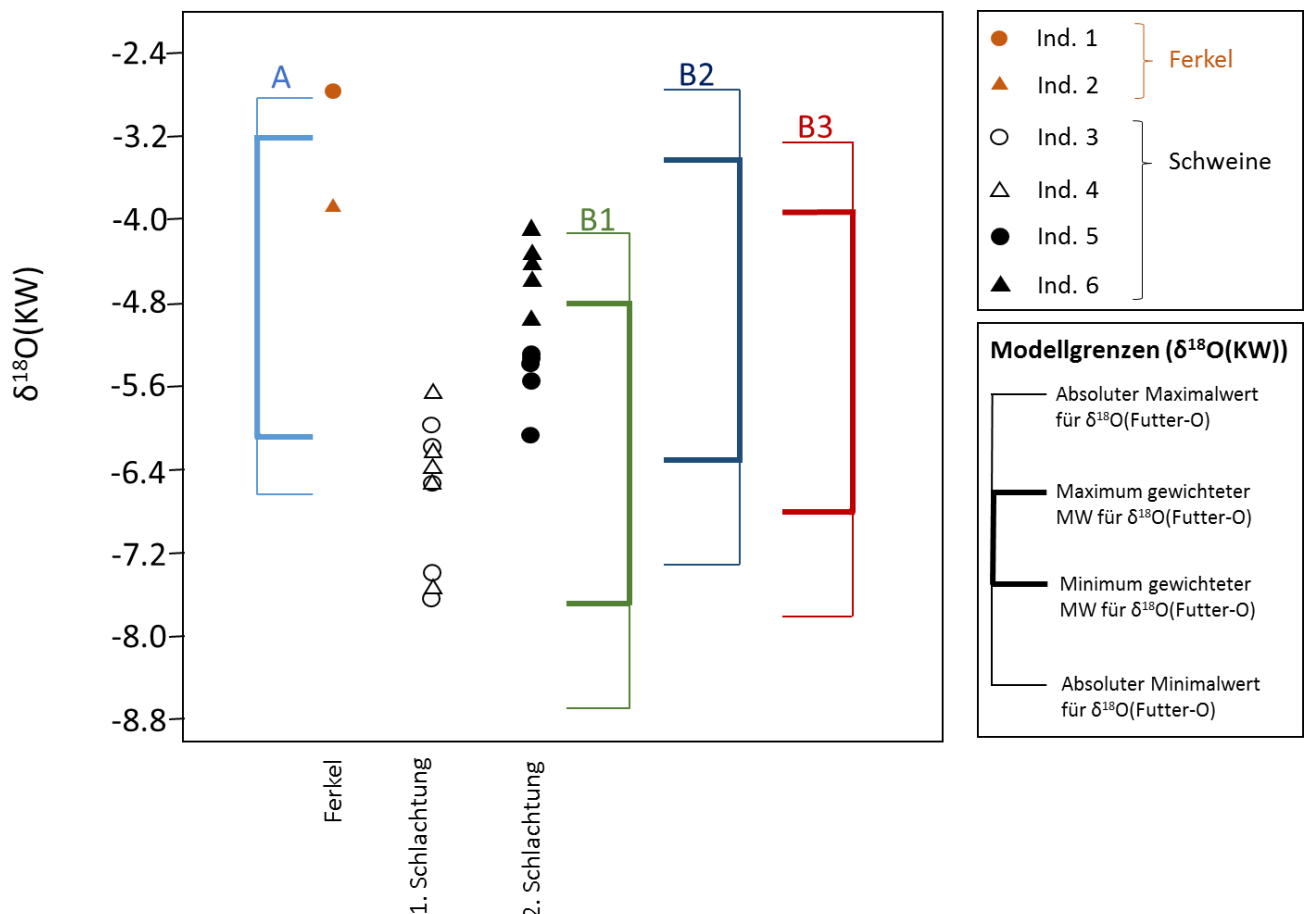 δ¹⁸O(KW)
-2.4
-3.2
-4.0
-4.8
-5.6
-6.4
-7.2
-8.0
-8.8
A
B1
B2
B3
Ferkel
1. Schlachtung
2. Schlachtung
Ind. 1
Ind. 2
Ferkel
Ind. 3
Ind. 4
Ind. 5
Ind. 6
Schweine
Modellgrenzen (δ¹⁸O(KW))
Absoluter Maximalwert
für δ¹⁸O(Futter-O)
Maximum gewichteter
MW für δ¹⁸O(Futter-O)
Minimum gewichteter
MW für δ¹⁸O(Futter-O)
Absoluter Minimalwert
für δ¹⁸O(Futter-O)